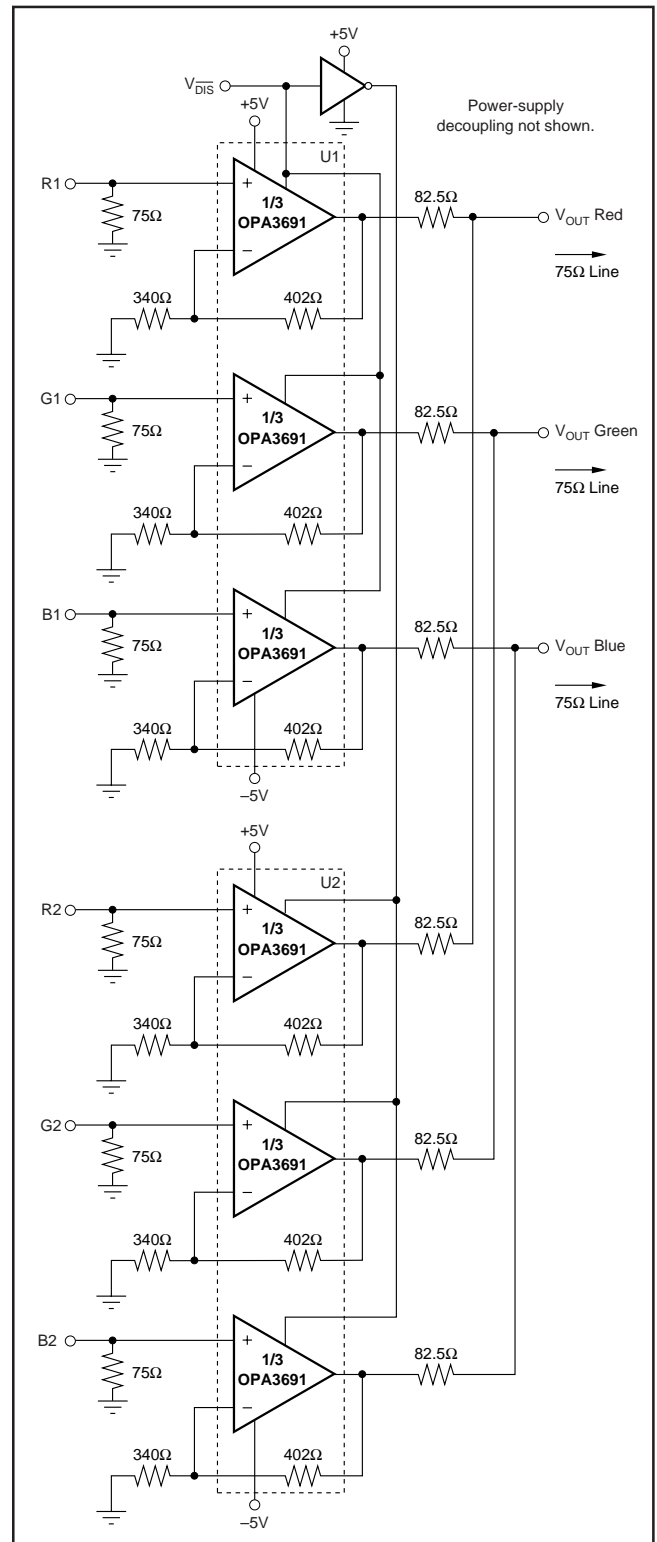 +5V
V_DIS
+5V
Power-supply
decoupling not shown.
U1
R1
+
1/3
OPA3691
−
75Ω
82.5Ω
V_OUT Red
75Ω Line
340Ω
402Ω
G1
+
1/3
OPA3691
−
75Ω
82.5Ω
V_OUT Green
75Ω Line
340Ω
402Ω
B1
+
1/3
OPA3691
−
75Ω
82.5Ω
V_OUT Blue
75Ω Line
340Ω
402Ω
−5V
+5V
U2
R2
+
1/3
OPA3691
−
75Ω
82.5Ω
340Ω
402Ω
G2
+
1/3
OPA3691
−
75Ω
82.5Ω
340Ω
402Ω
B2
+
1/3
OPA3691
−
75Ω
82.5Ω
340Ω
402Ω
−5V